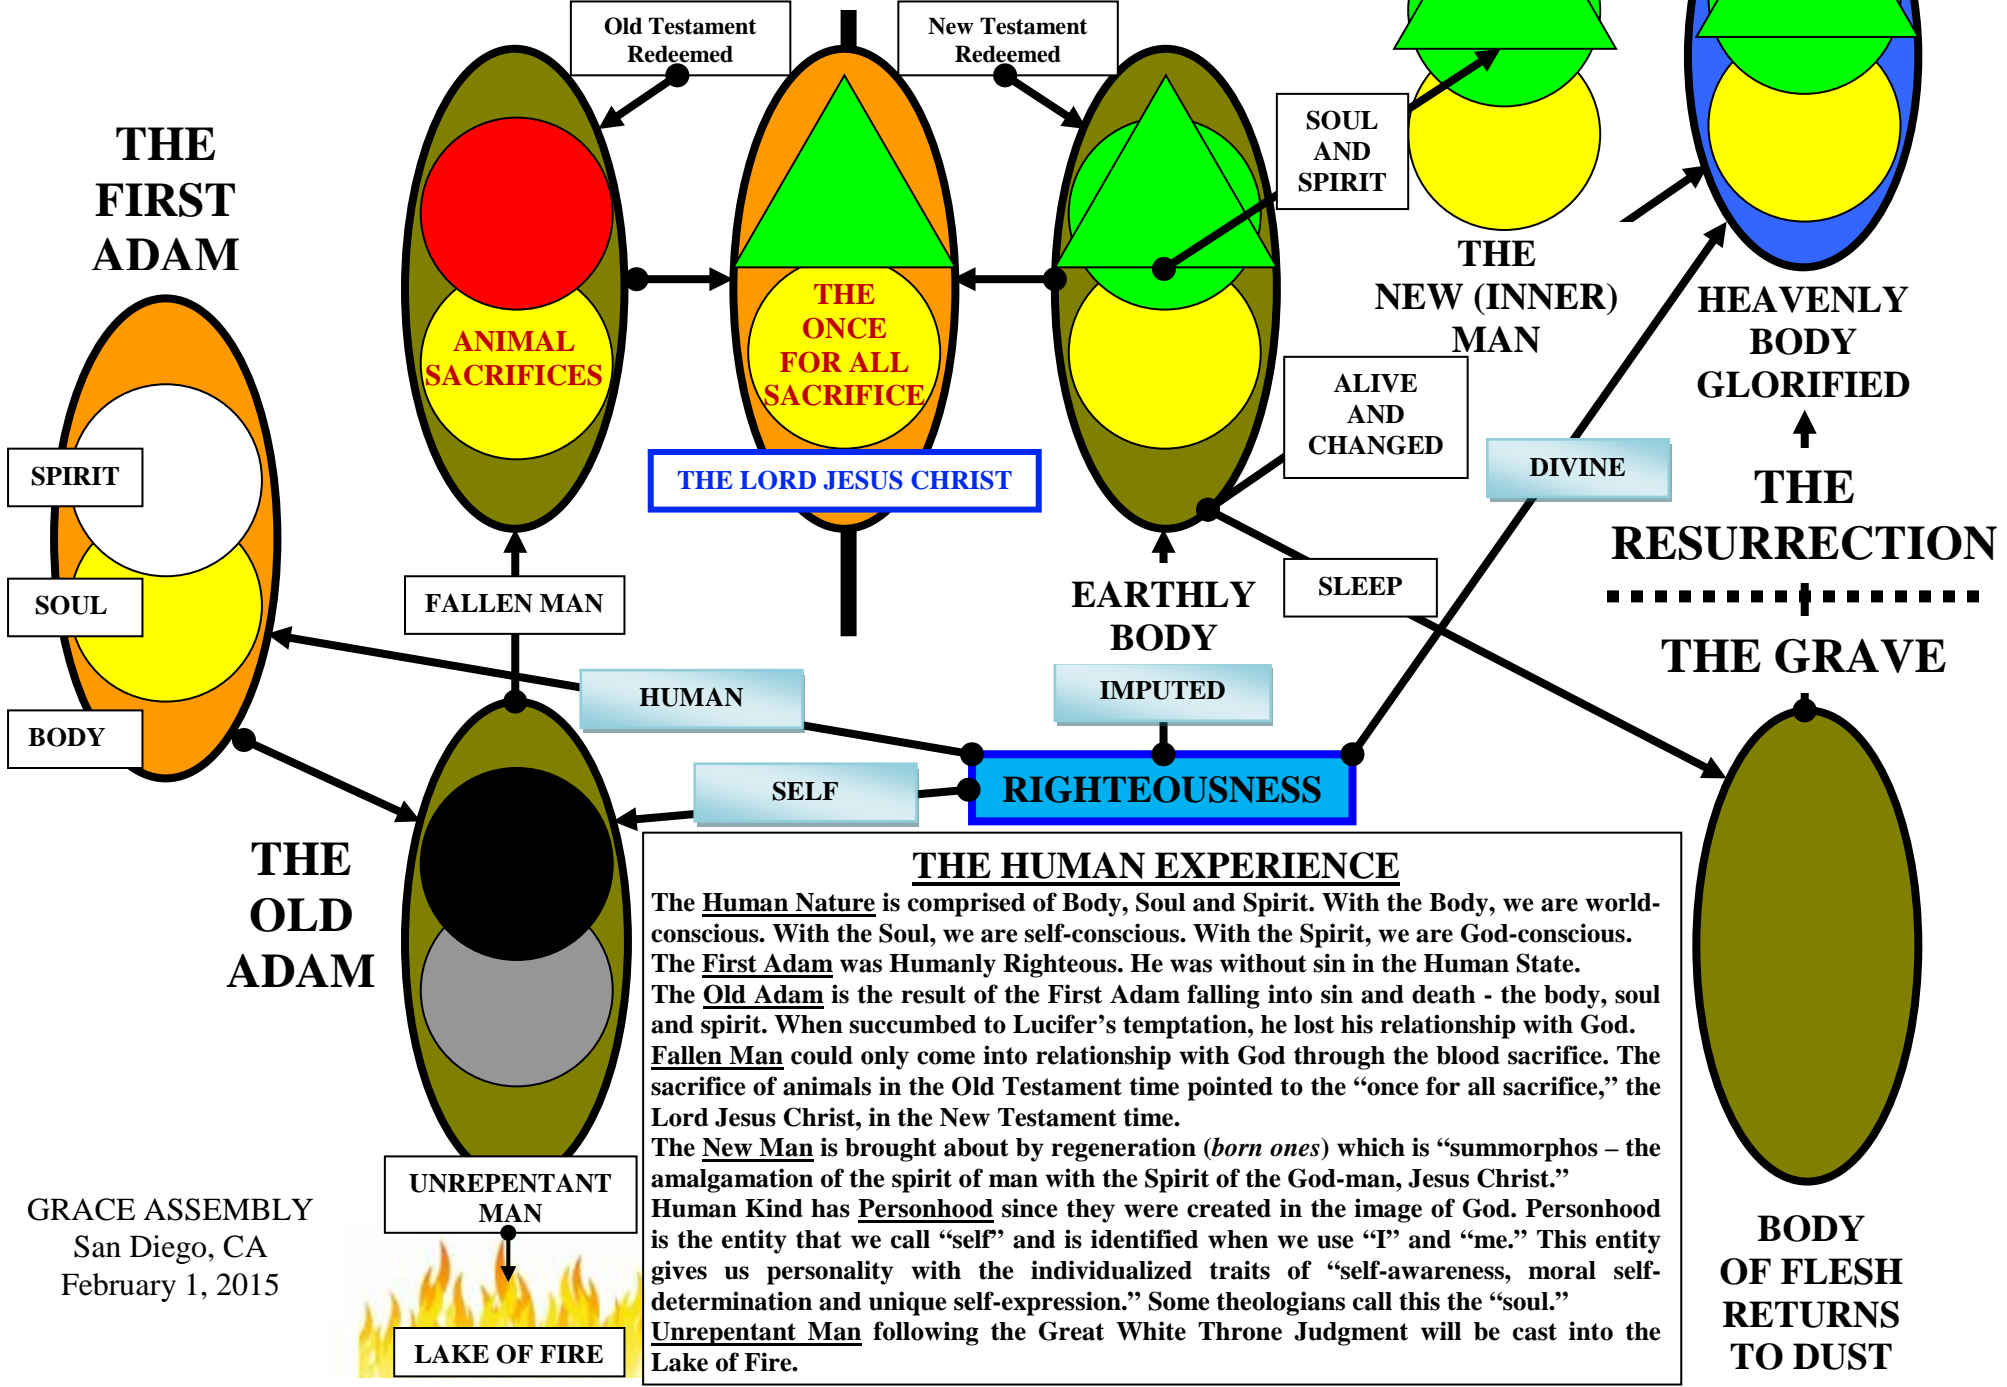 Old Testament
Redeemed
New Testament
Redeemed
THE
FIRST
ADAM
SOUL
AND
SPIRIT
THE
NEW (INNER)
MAN
HEAVENLY
BODY
GLORIFIED
ANIMAL
SACRIFICES
THE
ONCE
FOR ALL
SACRIFICE
ALIVE
AND
CHANGED
SPIRIT
THE LORD JESUS CHRIST
DIVINE
THE
RESURRECTION
SOUL
FALLEN MAN
EARTHLY
BODY
SLEEP
THE GRAVE
BODY
HUMAN
IMPUTED
SELF
RIGHTEOUSNESS
THE
OLD
ADAM
THE HUMAN EXPERIENCE
The Human Nature is comprised of Body, Soul and Spirit. With the Body, we are world-
conscious. With the Soul, we are self-conscious. With the Spirit, we are God-conscious.
The First Adam was Humanly Righteous. He was without sin in the Human State.
The Old Adam is the result of the First Adam falling into sin and death - the body, soul
and spirit. When succumbed to Lucifer’s temptation, he lost his relationship with God.
Fallen Man could only come into relationship with God through the blood sacrifice. The
sacrifice of animals in the Old Testament time pointed to the “once for all sacrifice,” the
Lord Jesus Christ, in the New Testament time.
The New Man is brought about by regeneration (born ones) which is “summorphos – the
amalgamation of the spirit of man with the Spirit of the God-man, Jesus Christ.”
Human Kind has Personhood since they were created in the image of God. Personhood
is the entity that we call “self” and is identified when we use “I” and “me.” This entity
gives us personality with the individualized traits of “self-awareness, moral self-
determination and unique self-expression.” Some theologians call this the “soul.”
Unrepentant Man following the Great White Throne Judgment will be cast into the
Lake of Fire.
UNREPENTANT
MAN
LAKE OF FIRE
GRACE ASSEMBLY
San Diego, CA
February 1, 2015
BODY
OF FLESH
RETURNS
TO DUST